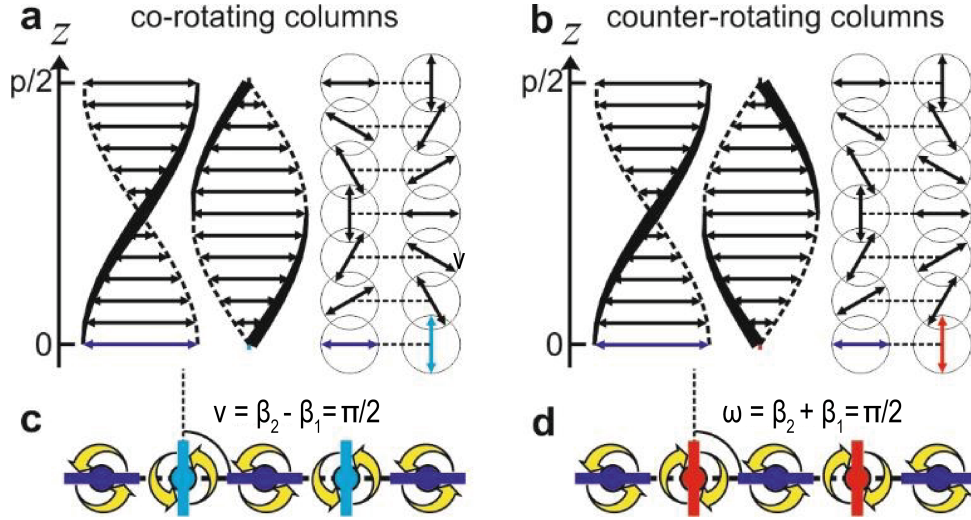 a co-rotating columns
z
p/2
v
0
b counter-rotating columns
z
p/2
0
c v = β₂ - β₁ = π/2
d ω = β₂ + β₁ = π/2